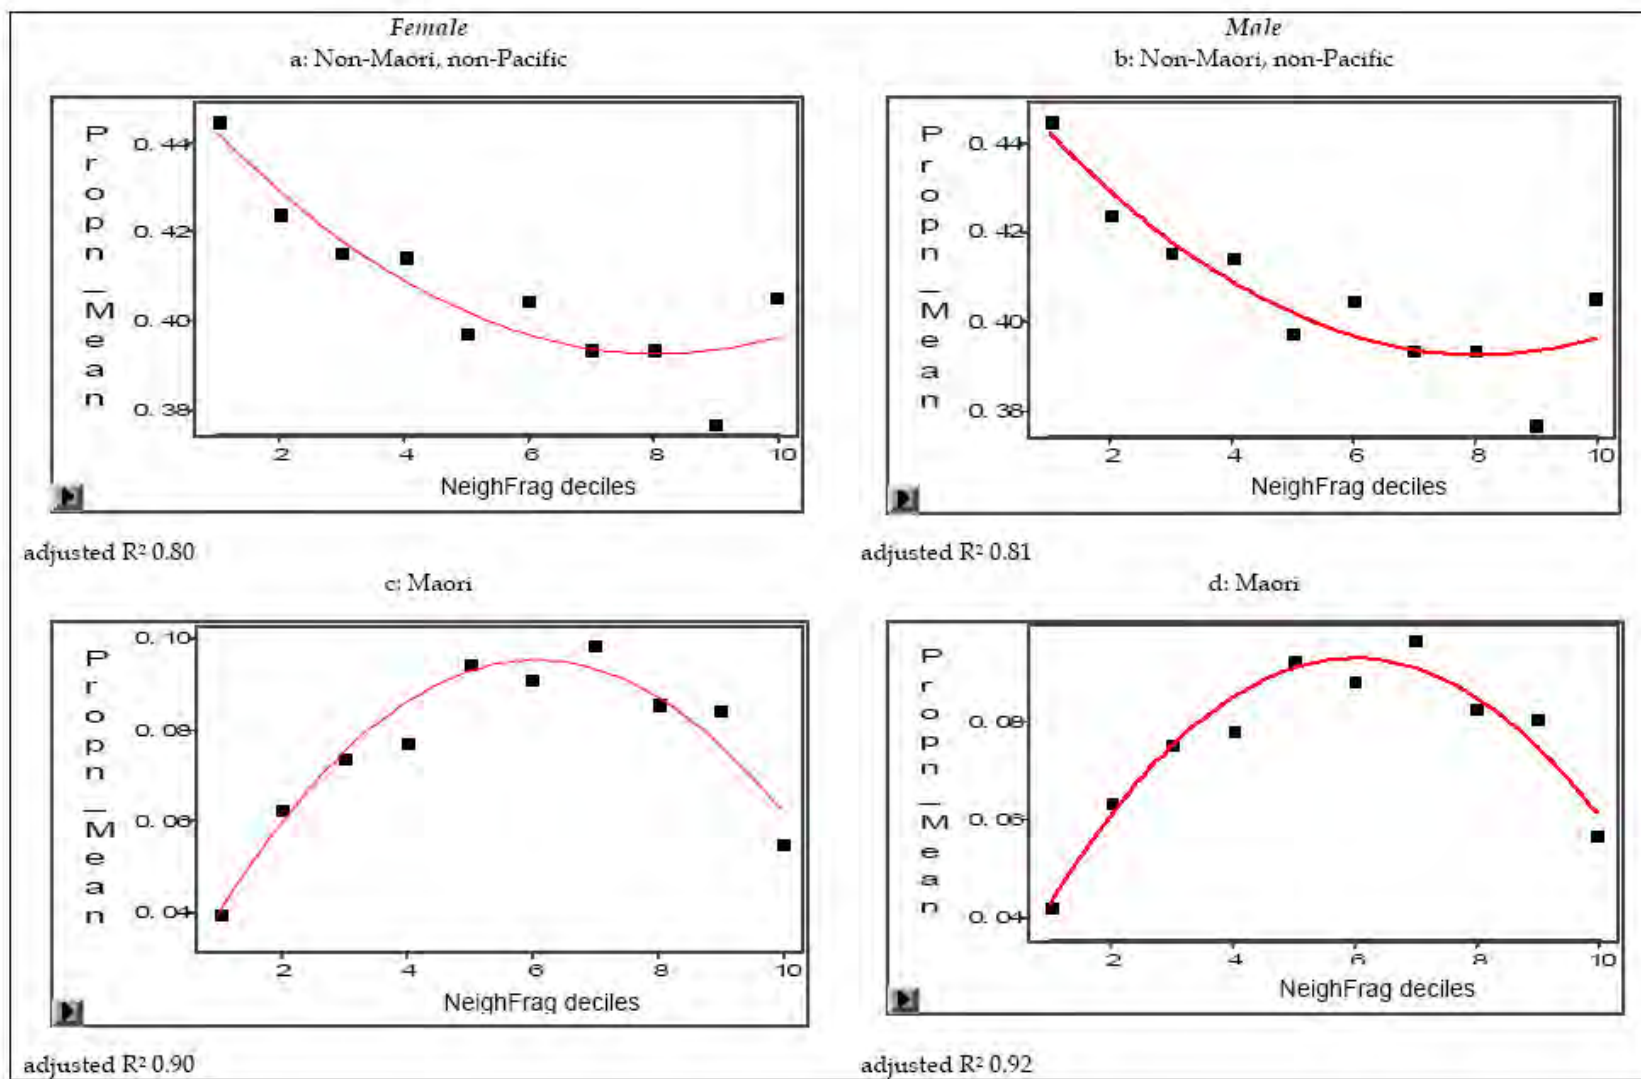 Female
a: Non-Maori, non-Pacific
Propn_Mean
0.44
0.42
0.40
0.38
2 4 6 8 10
NeighFrag deciles
adjusted R² 0.80
Male
b: Non-Maori, non-Pacific
Propn_Mean
0.44
0.42
0.40
0.38
2 4 6 8 10
NeighFrag deciles
adjusted R² 0.81
c: Maori
Propn_Mean
0.10
0.08
0.06
0.04
2 4 6 8 10
NeighFrag deciles
adjusted R² 0.90
d: Maori
Propn_Mean
0.08
0.06
0.04
2 4 6 8 10
NeighFrag deciles
adjusted R² 0.92